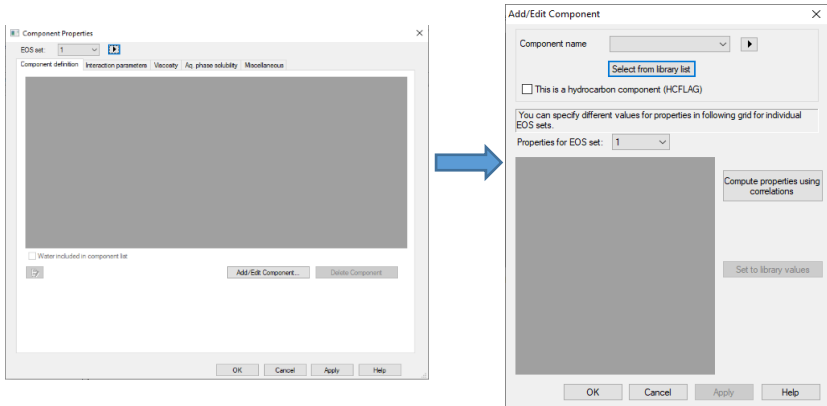 Component Properties
EOS set: 1
Component definition Interaction parameters Viscosity Aq. phase solubility Miscellaneous
Water included in component list
Add/Edit Component... Delete Component
OK Cancel Apply Help
Add/Edit Component
Component name
Select from library list
This is a hydrocarbon component (HCFLAG)
You can specify different values for properties in following grid for individual
EOS sets.
Properties for EOS set: 1
Compute properties using
correlations
Set to library values
OK Cancel Apply Help